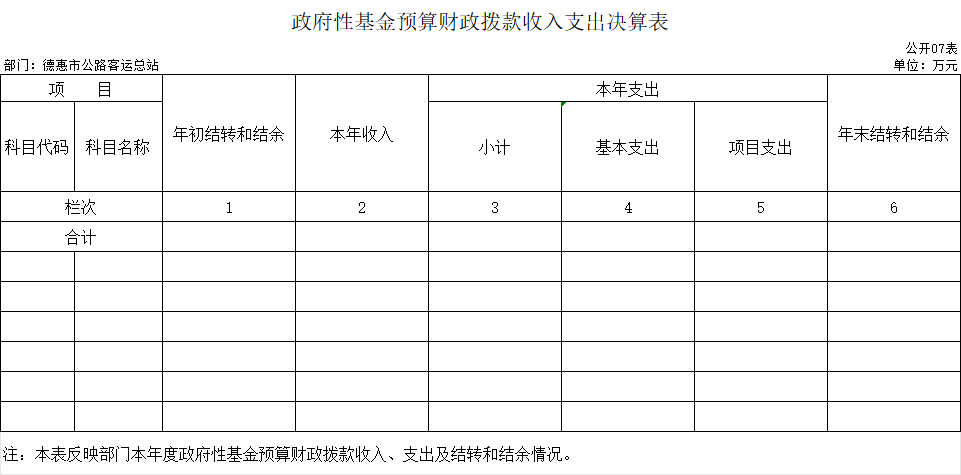 政府性基金预算财政拨款收入支出决算表
公开07表
部门：德惠市公路客运总站 单位：万元
项 目 年初结转和结余 本年收入 本年支出 年末结转和结余
科目代码 科目名称 小计 基本支出 项目支出
栏次 1 2 3 4 5 6
合计
注：本表反映部门本年度政府性基金预算财政拨款收入、支出及结转和结余情况。